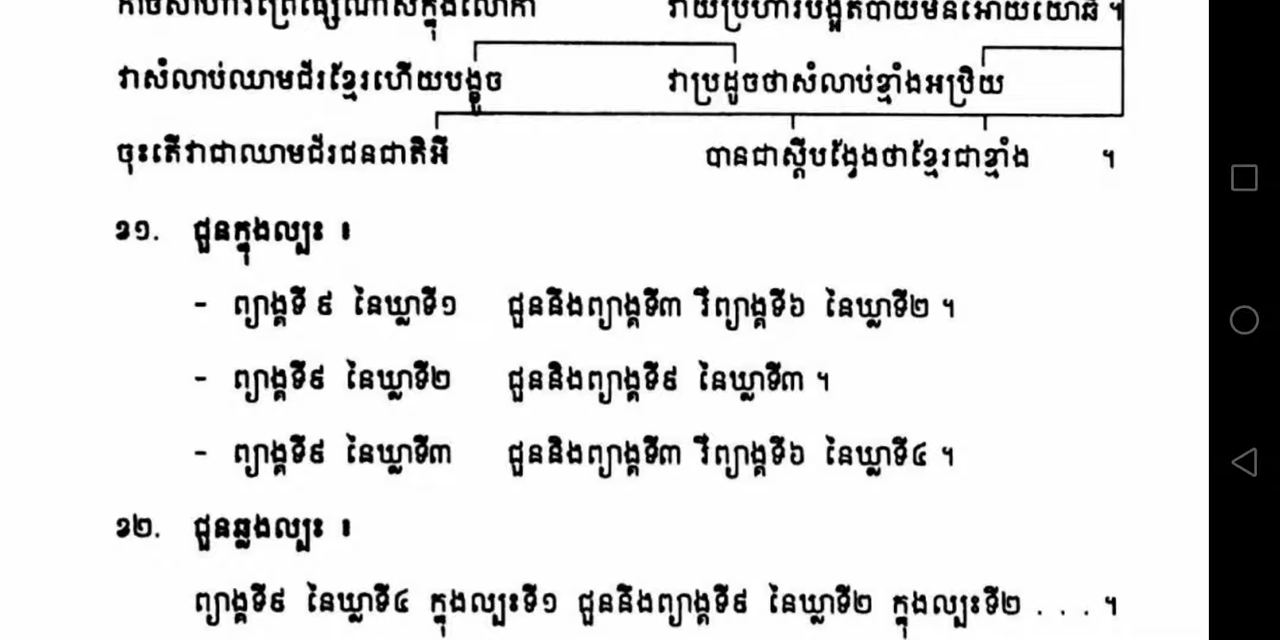 វាសំលាប់ឈាមជ័រខ្មែរហើយបង្ខូច វាប្រដូចថាសំលាប់ខ្មាំងអប្រិយ
ចុះតើវាជាឈាមជ័រជនជាតិអី បានជាស្ដីបង្វែងថាខ្មែរជាខ្មាំង ។
ខ១. ជួនក្នុងល្បះ ៖
- ព្យាង្គទី ៩ នៃឃ្លាទី១ ជួននឹងព្យាង្គទី៣ រឺព្យាង្គទី៦ នៃឃ្លាទី២ ។
- ព្យាង្គទី៩ នៃឃ្លាទី២ ជួននិងព្យាង្គទី៩ នៃឃ្លាទី៣ ។
- ព្យាង្គទី៩ នៃឃ្លាទី៣ ជួននិងព្យាង្គទី៣ រឺព្យាង្គទី៦ នៃឃ្លាទី៤ ។
ខ២. ជួនឆ្លងល្បះ ៖
ព្យាង្គទី៩ នៃឃ្លាទី៤ ក្នុងល្បះទី១ ជួននឹងព្យាង្គទី៩ នៃឃ្លាទី២ ក្នុងល្បះទី២ . . . ។